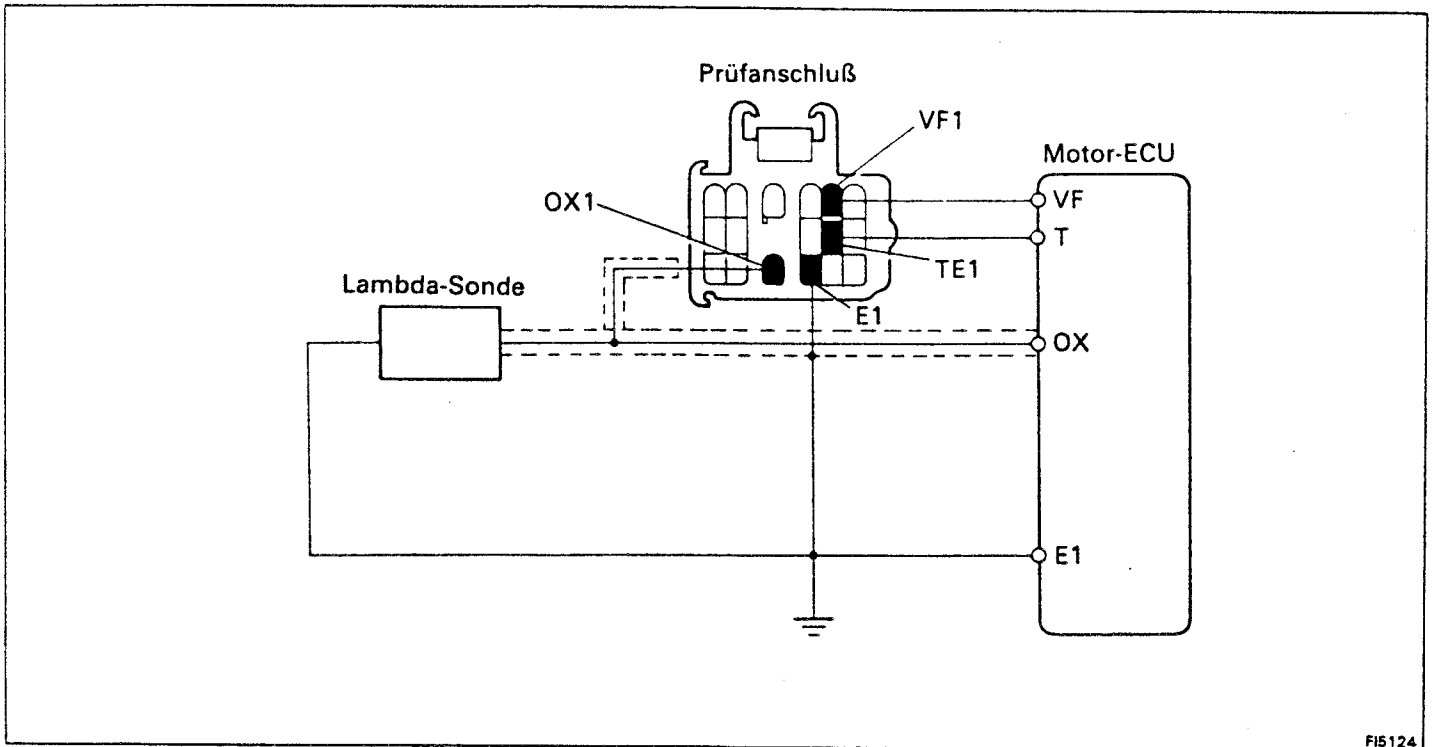 Prüfanschluß
VF1
Motor-ECU
OX1
VF
T
TE1
Lambda-Sonde
E1
OX
E1
FI5124